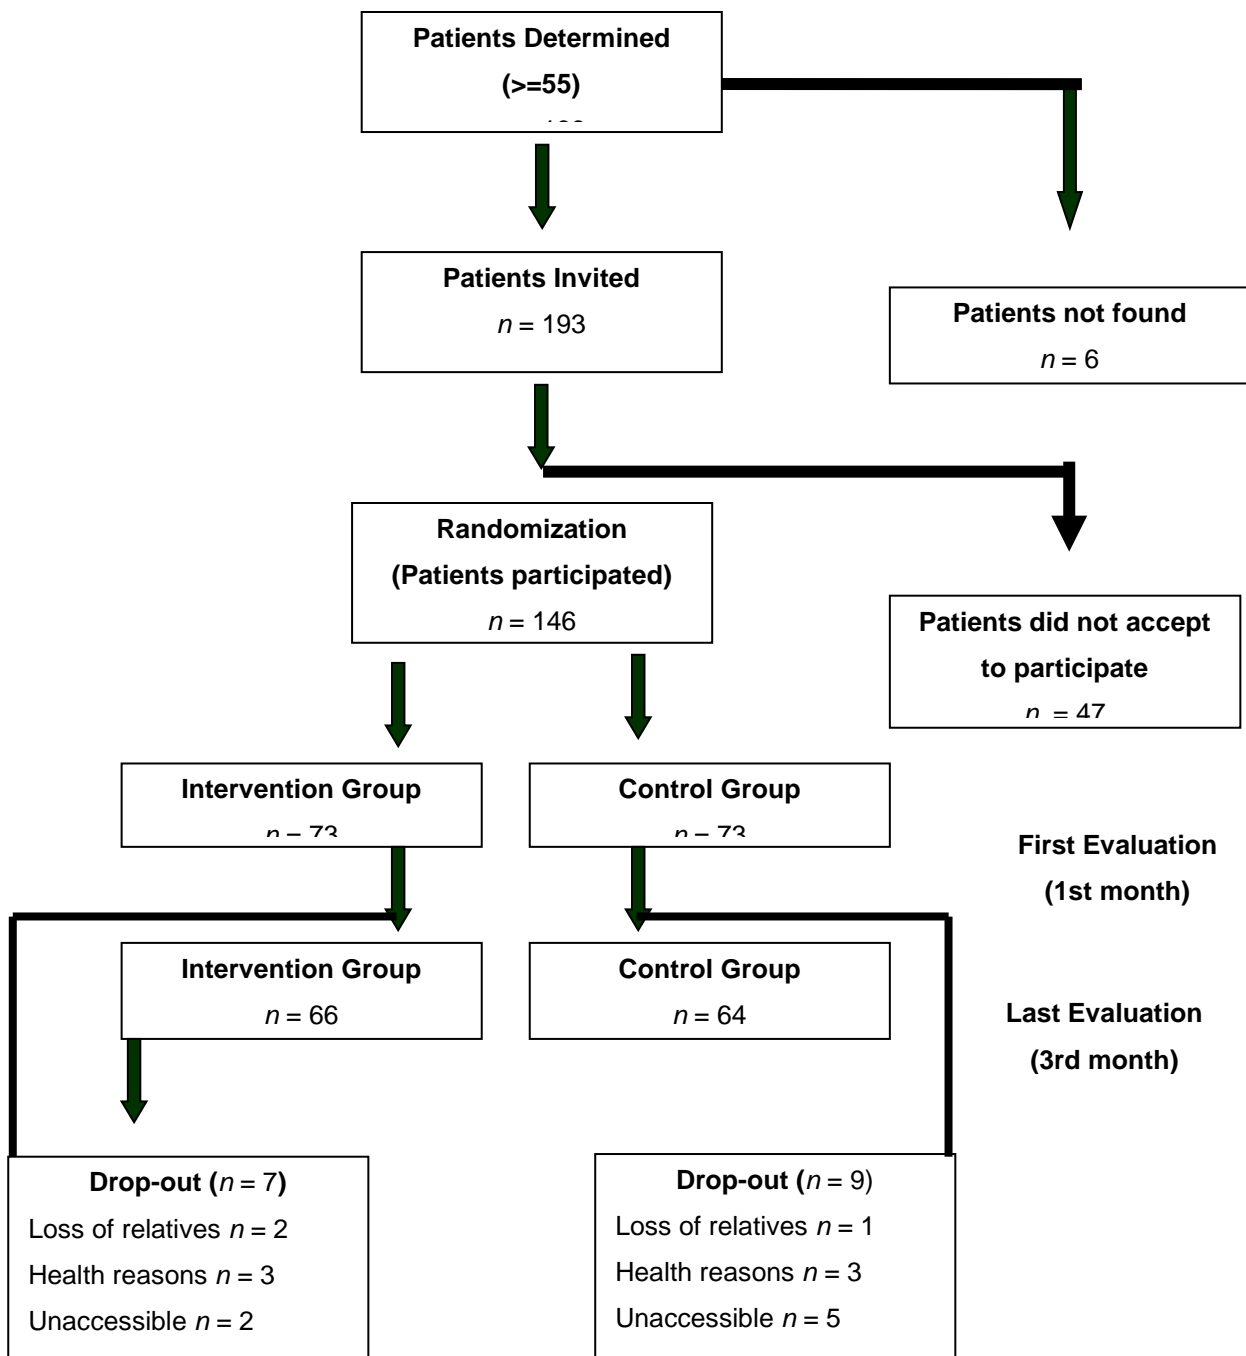 Patients Determined
(>=55)
Patients Invited
n = 193
Patients not found
n = 6
Randomization
(Patients participated)
n = 146
Patients did not accept
to participate
n = 47
Intervention Group
n = 73
Control Group
n = 73
First Evaluation
(1st month)
Intervention Group
n = 66
Control Group
n = 64
Last Evaluation
(3rd month)
Drop-out (n = 7)
Loss of relatives n = 2
Health reasons n = 3
Unaccessible n = 2
Drop-out (n = 9)
Loss of relatives n = 1
Health reasons n = 3
Unaccessible n = 5